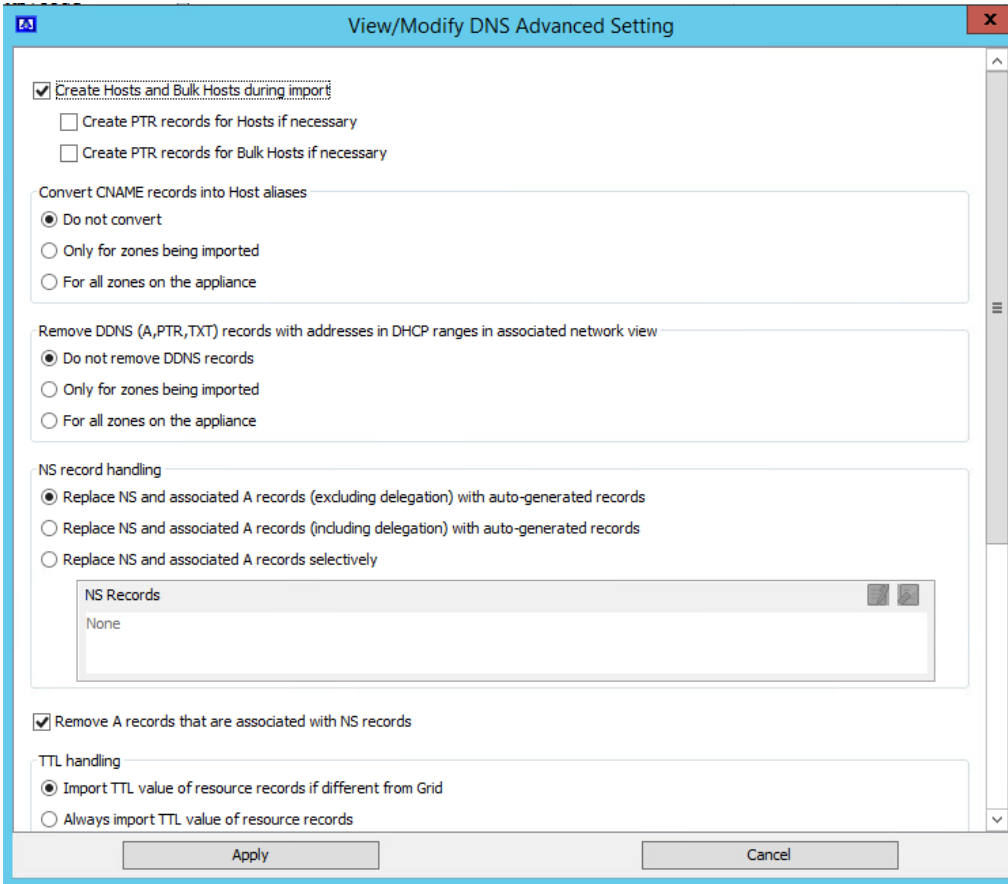 View/Modify DNS Advanced Setting
x
Create Hosts and Bulk Hosts during import
Create PTR records for Hosts if necessary
Create PTR records for Bulk Hosts if necessary
Convert CNAME records into Host aliases
Do not convert
Only for zones being imported
For all zones on the appliance
Remove DDNS (A,PTR,TXT) records with addresses in DHCP ranges in associated network view
Do not remove DDNS records
Only for zones being imported
For all zones on the appliance
NS record handling
Replace NS and associated A records (excluding delegation) with auto-generated records
Replace NS and associated A records (including delegation) with auto-generated records
Replace NS and associated A records selectively
NS Records
None
Remove A records that are associated with NS records
TTL handling
Import TTL value of resource records if different from Grid
Always import TTL value of resource records
Apply
Cancel